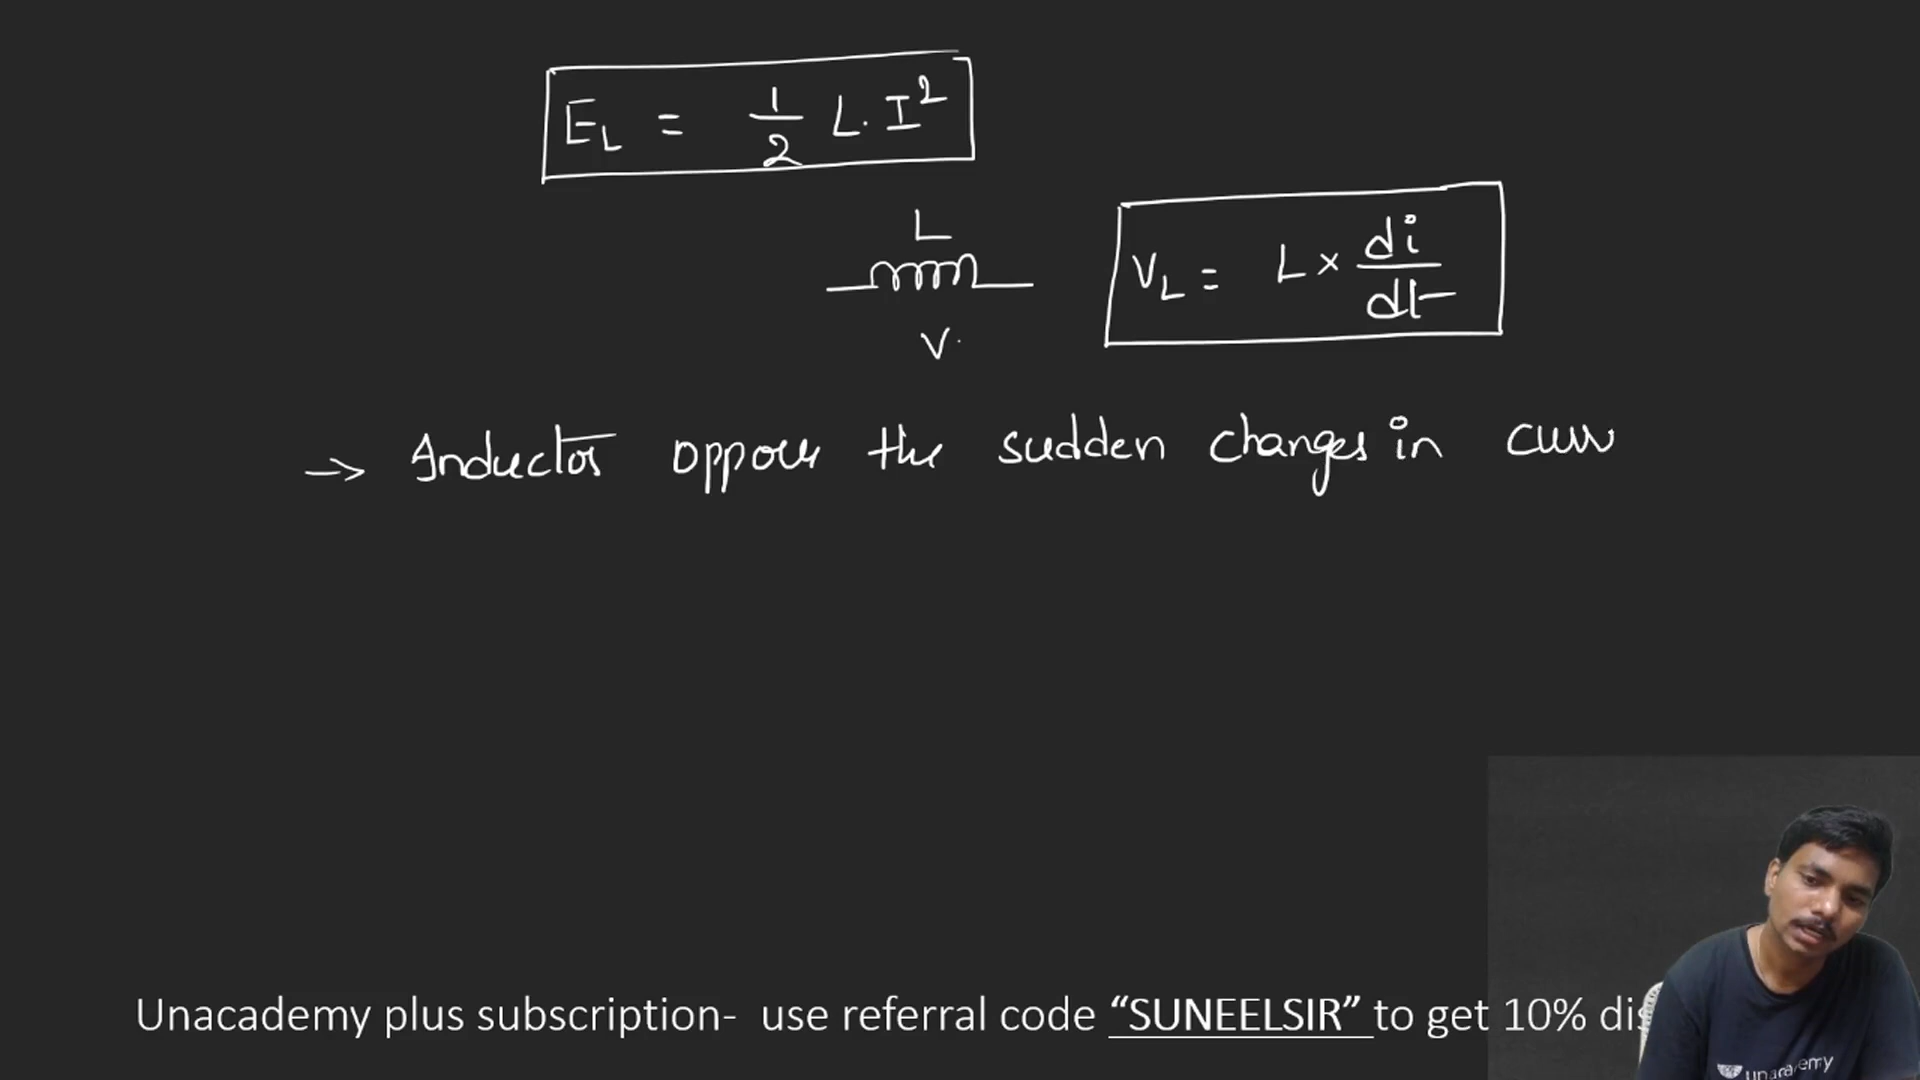 E_L = 1/2 L. I²
L
V.
V_L = L × di/dt
→ Inductor oppose the sudden changes in curr
Unacademy plus subscription- use referral code “SUNEELSIR” to get 10% dis
unacademy